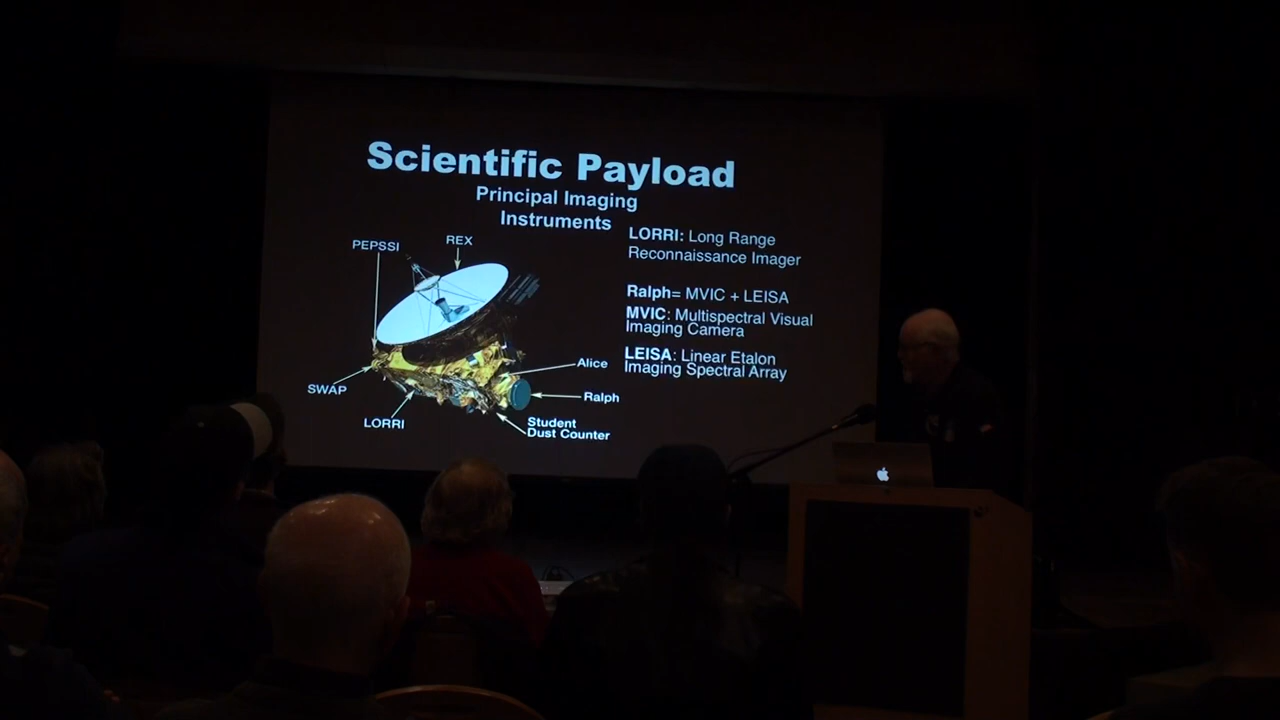 Scientific Payload
Principal Imaging
Instruments
LORRI: Long Range
Reconnaissance Imager
Ralph= MVIC + LEISA
MVIC: Multispectral Visual
Imaging Camera
LEISA: Linear Etalon
Imaging Spectral Array
PEPSSI
REX
Alice
Ralph
Student
Dust Counter
SWAP
LORRI